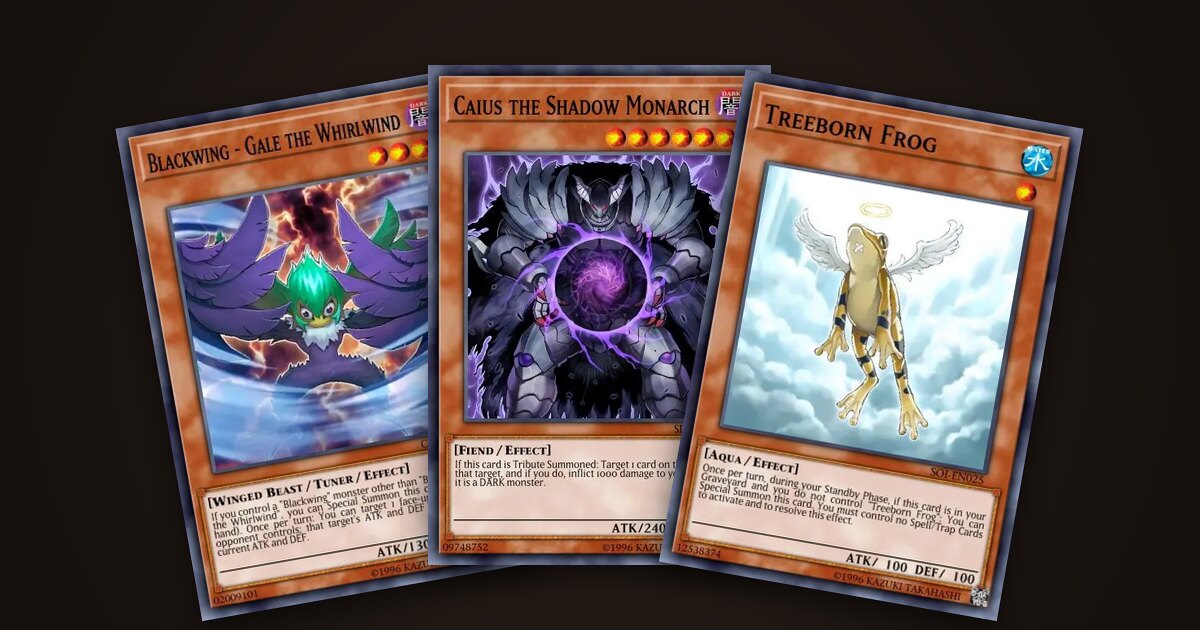 BLACKWING - GALE THE WHIRLWIND
DARK
闇
[WINGED BEAST / TUNER / EFFECT]
If you control a "Blackwing" monster other than
the Whirlwind", you can Special Summon this
hand). Once per turn: You can target 1
opponent controls; that target's ATK and DEF
current ATK and DEF.
ATK/130
02009101
©1996
CAIUS THE SHADOW MONARCH
DARK
闇
[FIEND / EFFECT]
If this card is Tribute Summoned: Target 1 card on
that target, and if you do, inflict 1000 damage to
it is a DARK monster.
ATK/240
09748752
©1996
TREEBORN FROG
WATER
水
SOI-EN025
[AQUA / EFFECT]
Once per turn, during your Standby Phase, if this card is in your
Graveyard and you do not control "Treeborn Frog": You can
Special Summon this card. You must control no Spell/Trap Cards
to activate and to resolve this effect.
ATK/ 100 DEF/ 100
12538374
©1996 KAZUKI TAKAHASHI